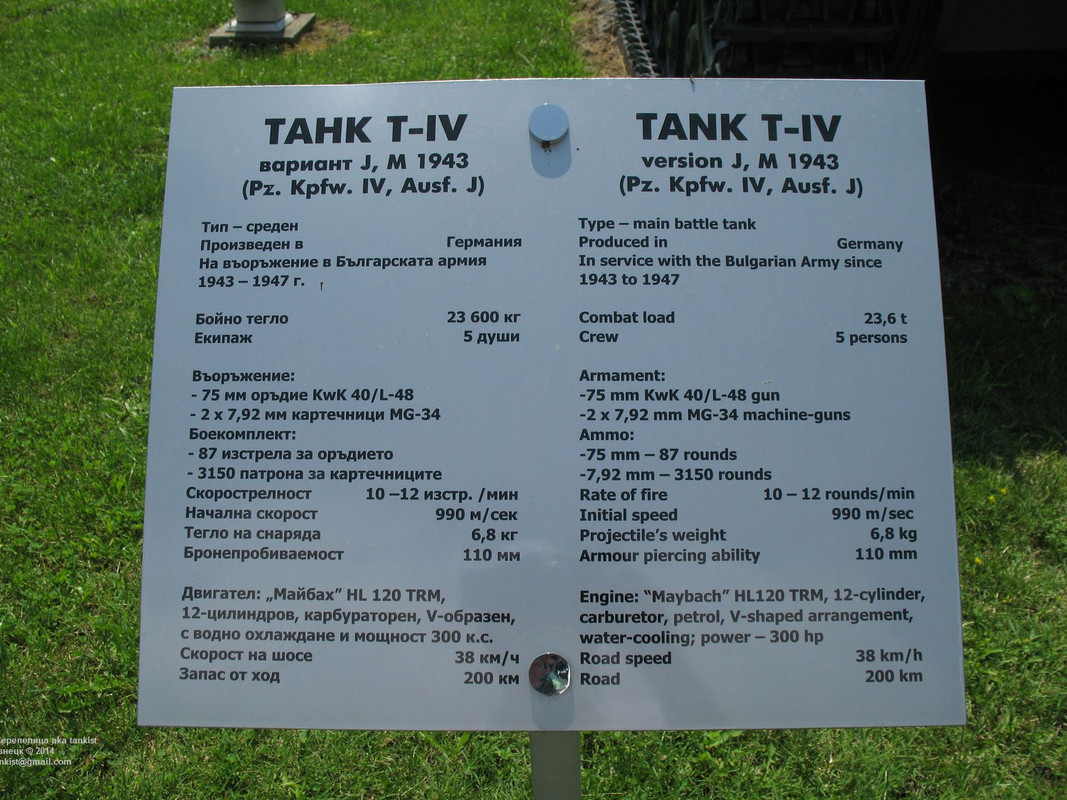 ТАНК Т-IV
вариант J, М 1943
(Pz. Kpfw. IV, Ausf. J)
Тип – среден
Произведен в Германия
На въоръжение в Българската армия
1943 – 1947 г.
Бойно тегло 23 600 кг
Екипаж 5 души
Въоръжение:
- 75 мм оръдие KwK 40/L-48
- 2 х 7,92 мм картечници MG-34
Боекомплект:
- 87 изстрела за оръдието
- 3150 патрона за картечниците
Скорострелност 10 –12 изстр. /мин
Начална скорост 990 м/сек
Тегло на снаряда 6,8 кг
Бронепробиваемост 110 мм
Двигател: „Майбах” HL 120 TRM,
12-цилиндров, карбураторен, V-образен,
с водно охлаждане и мощност 300 к.с.
Скорост на шосе 38 км/ч
Запас от ход 200 км
TANK T-IV
version J, M 1943
(Pz. Kpfw. IV, Ausf. J)
Type – main battle tank
Produced in Germany
In service with the Bulgarian Army since
1943 to 1947
Combat load 23,6 t
Crew 5 persons
Armament:
-75 mm KwK 40/L-48 gun
-2 x 7,92 mm MG-34 machine-guns
Ammo:
-75 mm – 87 rounds
-7,92 mm – 3150 rounds
Rate of fire 10 – 12 rounds/min
Initial speed 990 m/sec
Projectile's weight 6,8 kg
Armour piercing ability 110 mm
Engine: “Maybach” HL120 TRM, 12-cylinder,
carburetor, petrol, V-shaped arrangement,
water-cooling; power – 300 hp
Road speed 38 km/h
Road 200 km
aka tankist
© 2014
@gmail.com